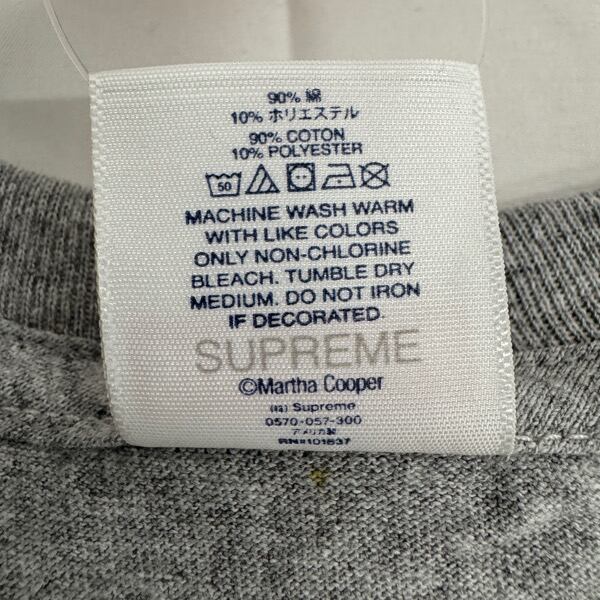 90% 綿
10% ポリエステル
90% COTON
10% POLYESTER
50
MACHINE WASH WARM
WITH LIKE COLORS
ONLY NON-CHLORINE
BLEACH. TUMBLE DRY
MEDIUM. DO NOT IRON
IF DECORATED
SUPREME
©Martha Cooper
(株) Supreme
0570-057-300
アメリカ製
RN#101837